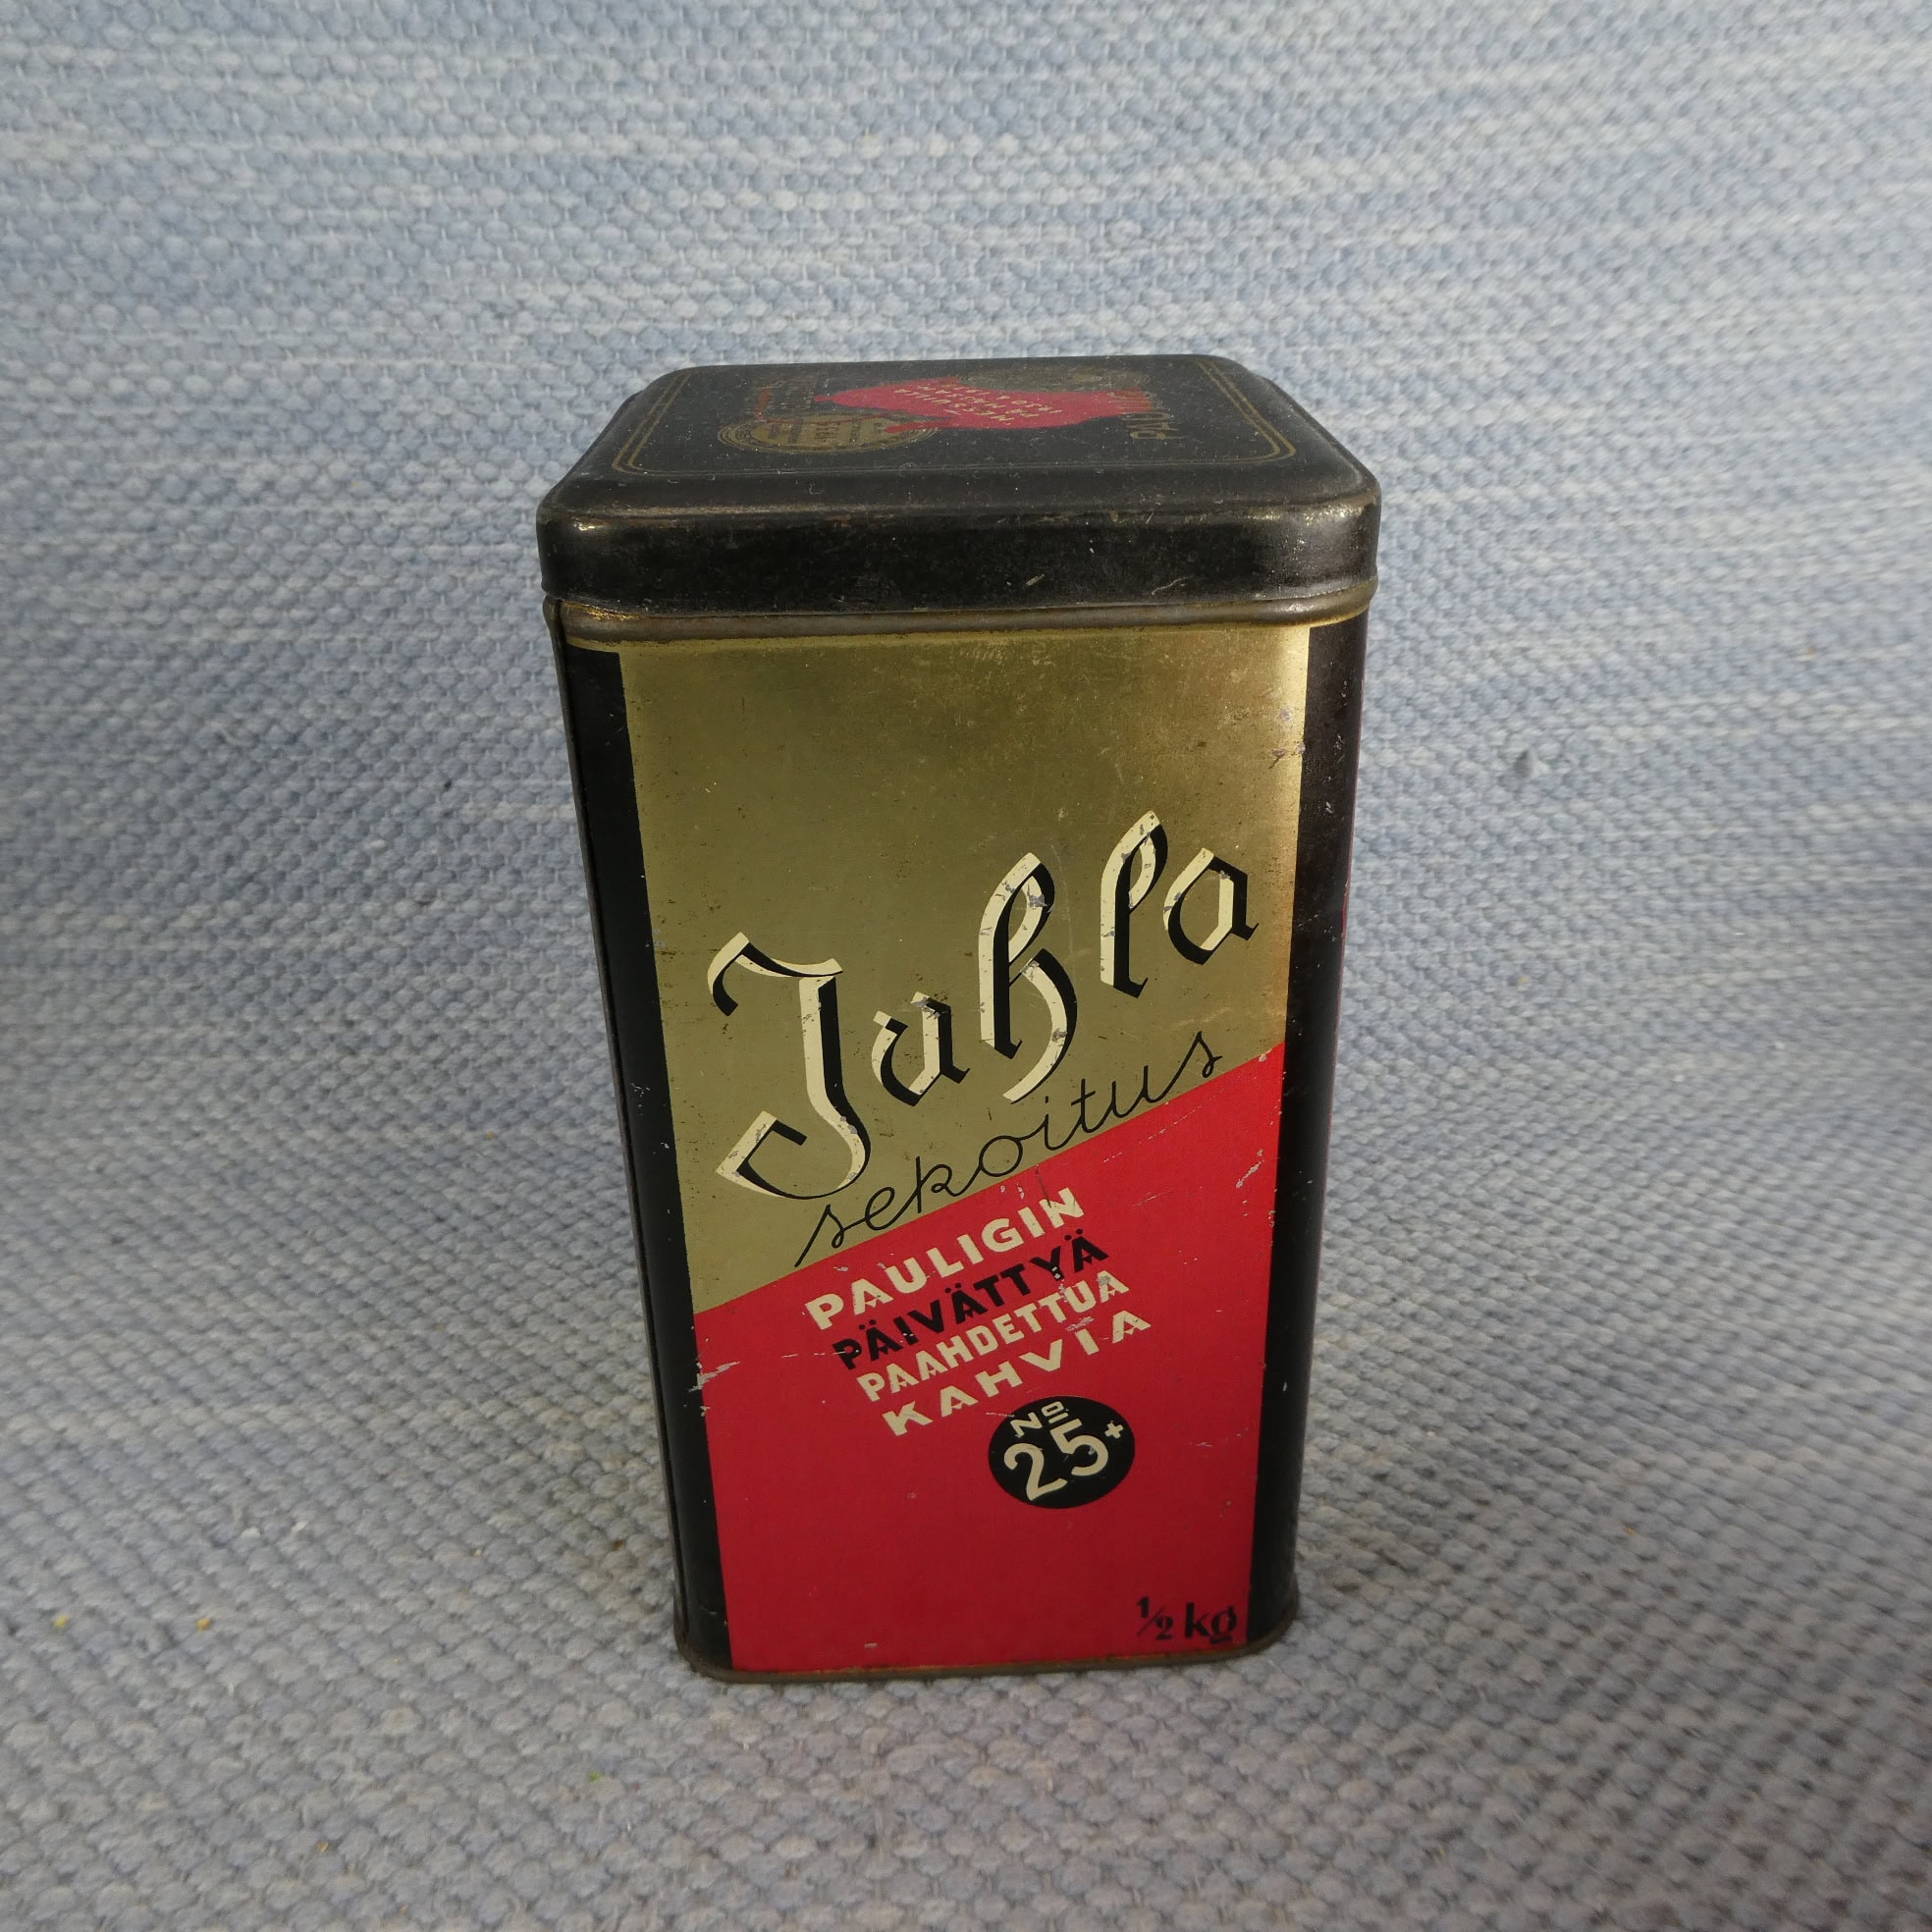 Juhla
sekoitus
PAULIGIN
PÄIVÄTTYÄ
PAAHDETTUA
KAHVIA
No
25+
1/2 kg